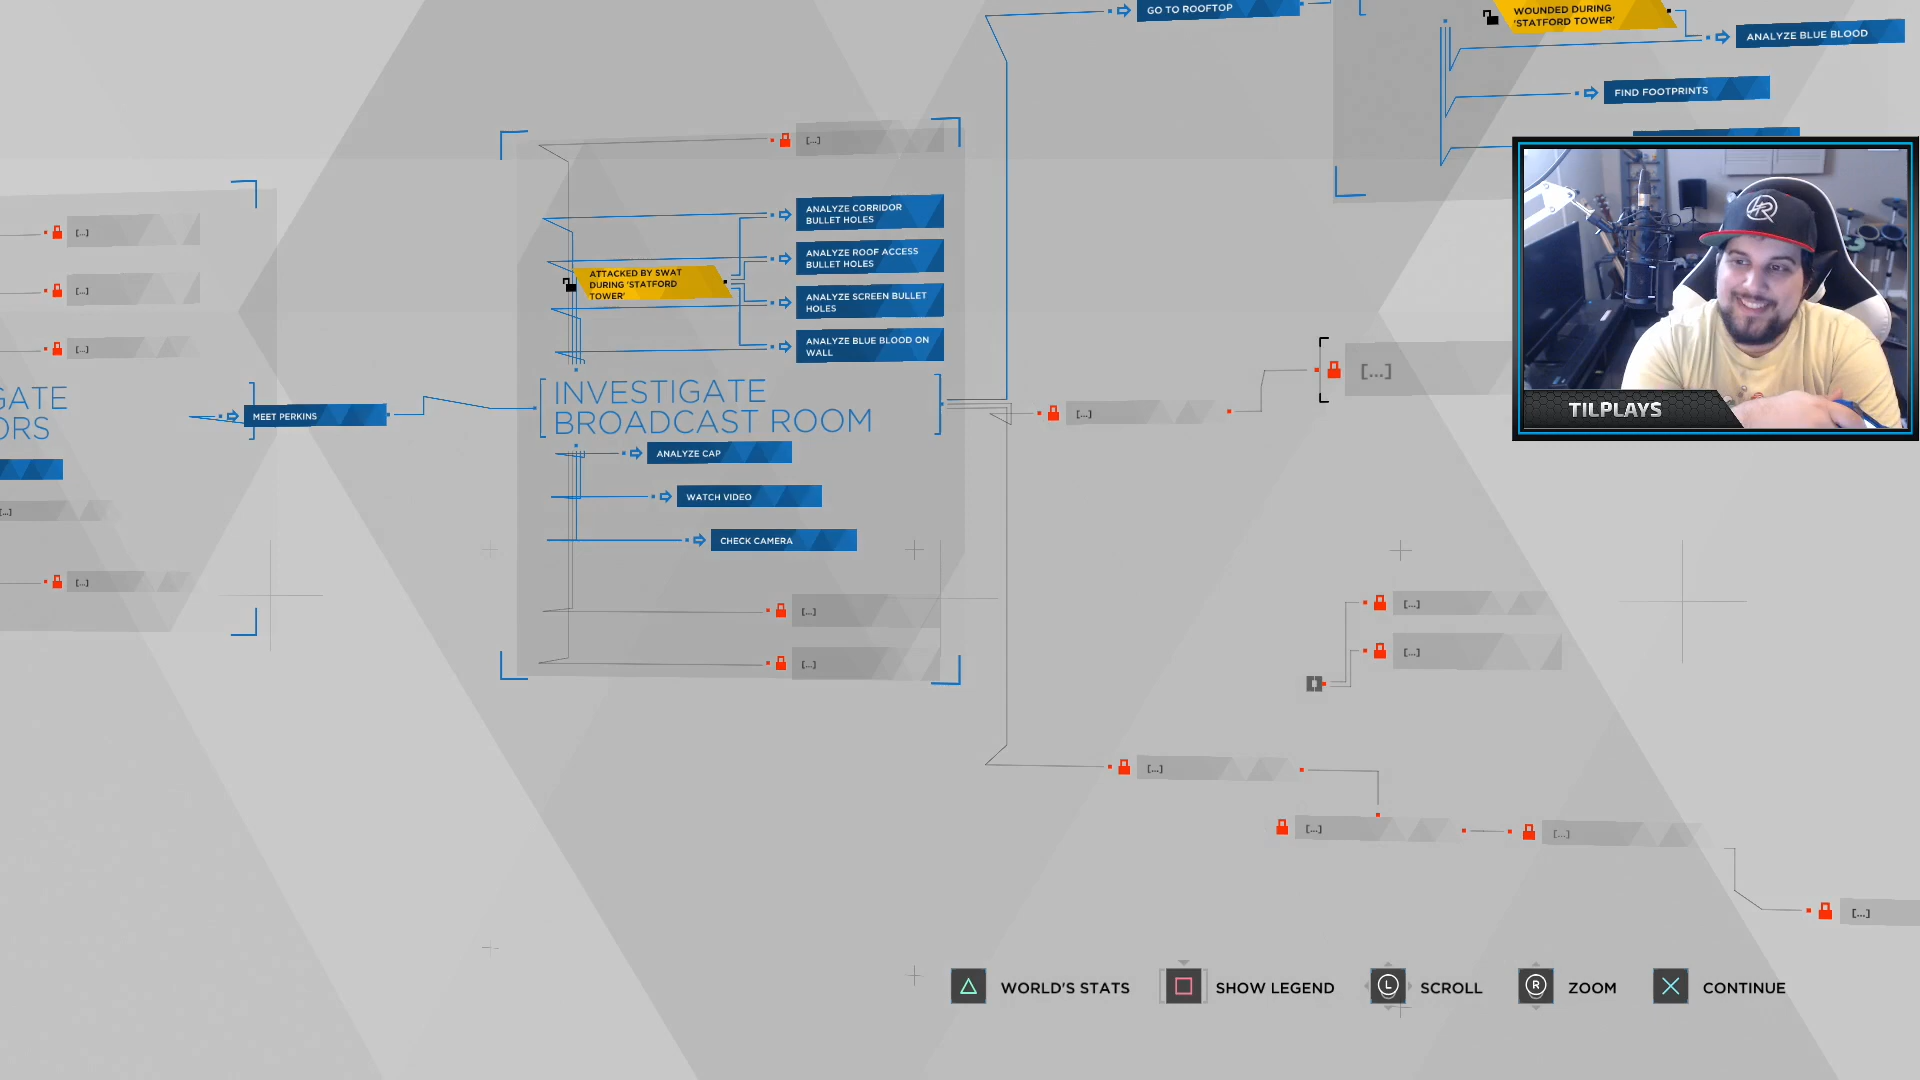 GO TO ROOFTOP
WOUNDED DURING
'STATFORD TOWER'
ANALYZE BLUE BLOOD
FIND FOOTPRINTS
[...]
[...]
[...]
[...]
ANALYZE CORRIDOR
BULLET HOLES
ANALYZE ROOF ACCESS
BULLET HOLES
ATTACKED BY SWAT
DURING 'STATFORD
TOWER'
ANALYZE SCREEN BULLET
HOLES
ANALYZE BLUE BLOOD ON
WALL
GATE
ORS
MEET PERKINS
INVESTIGATE
BROADCAST ROOM
[...]
[...]
TILPLAYS
ANALYZE CAP
WATCH VIDEO
CHECK CAMERA
[...]
[...]
[...]
[...]
[...]
[...]
[...]
[...]
[...]
[...]
WORLD'S STATS
SHOW LEGEND
L
SCROLL
R
ZOOM
CONTINUE